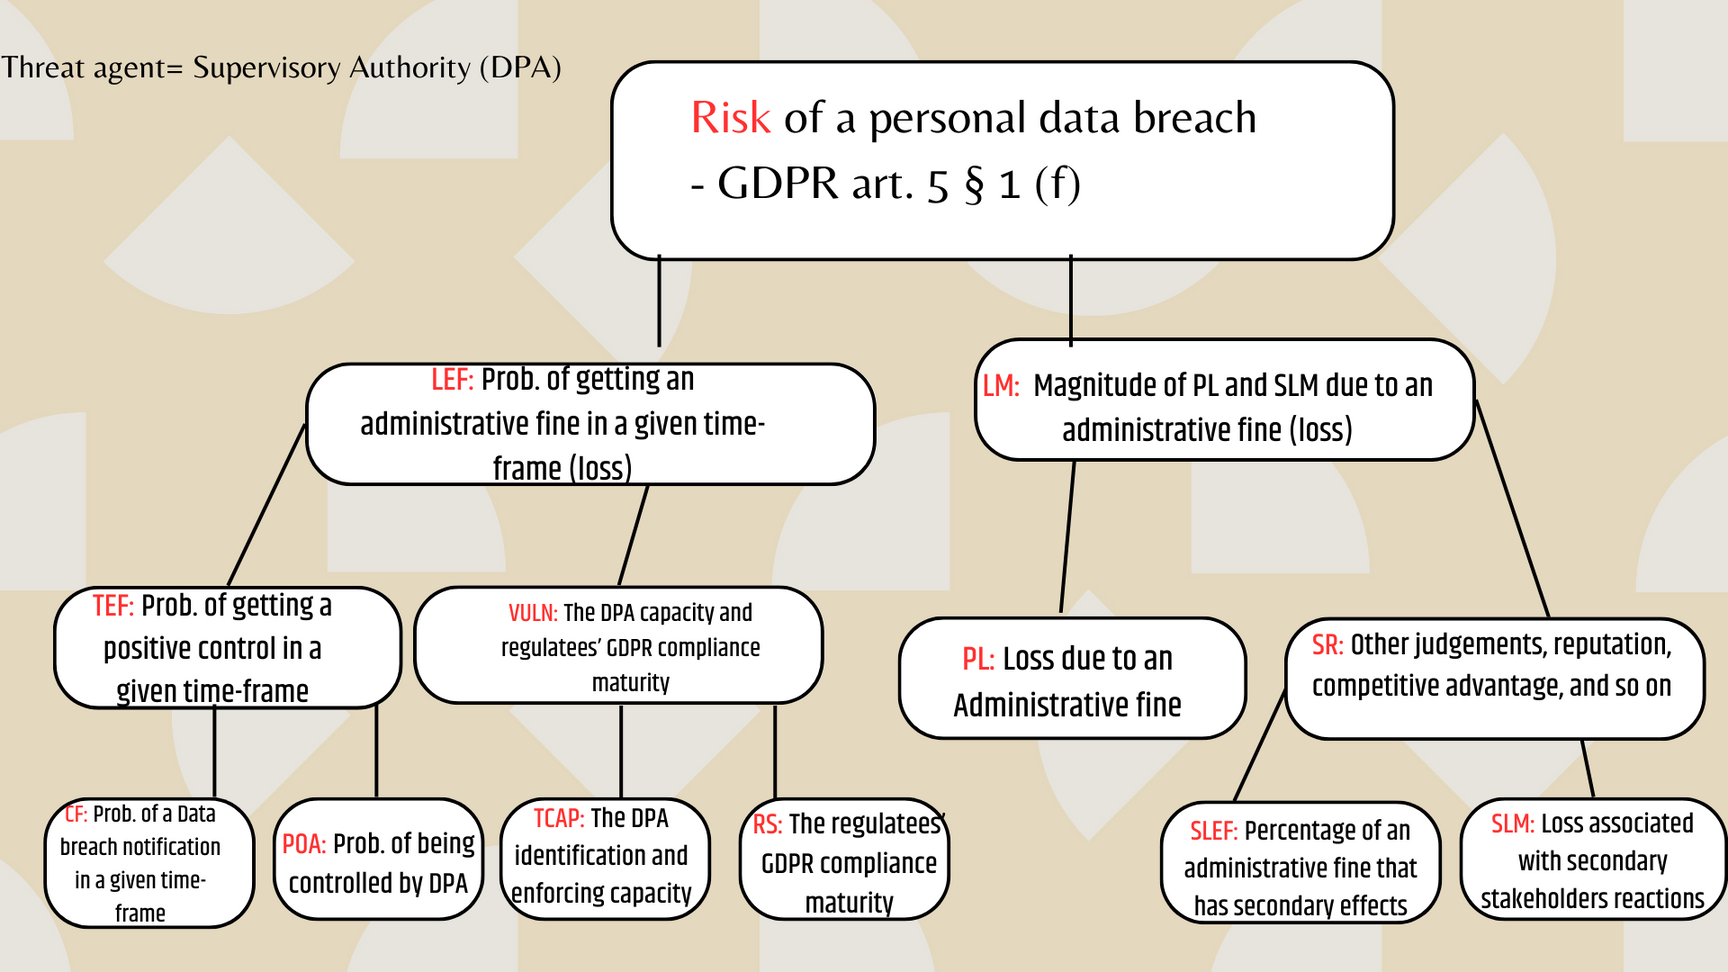 Threat agent= Supervisory Authority (DPA)
Risk of a personal data breach
- GDPR art. 5 § 1 (f)
LEF: Prob. of getting an
administrative fine in a given time-
frame (loss)
LM: Magnitude of PL and SLM due to an
administrative fine (loss)
TEF: Prob. of getting a
positive control in a
given time-frame
VULN: The DPA capacity and
regulatees’ GDPR compliance
maturity
PL: Loss due to an
Administrative fine
SR: Other judgements, reputation,
competitive advantage, and so on
CF: Prob. of a Data
breach notification
in a given time-
frame
POA: Prob. of being
controlled by DPA
TCAP: The DPA
identification and
enforcing capacity
RS: The regulatees’
GDPR compliance
maturity
SLEF: Percentage of an
administrative fine that
has secondary effects
SLM: Loss associated
with secondary
stakeholders reactions